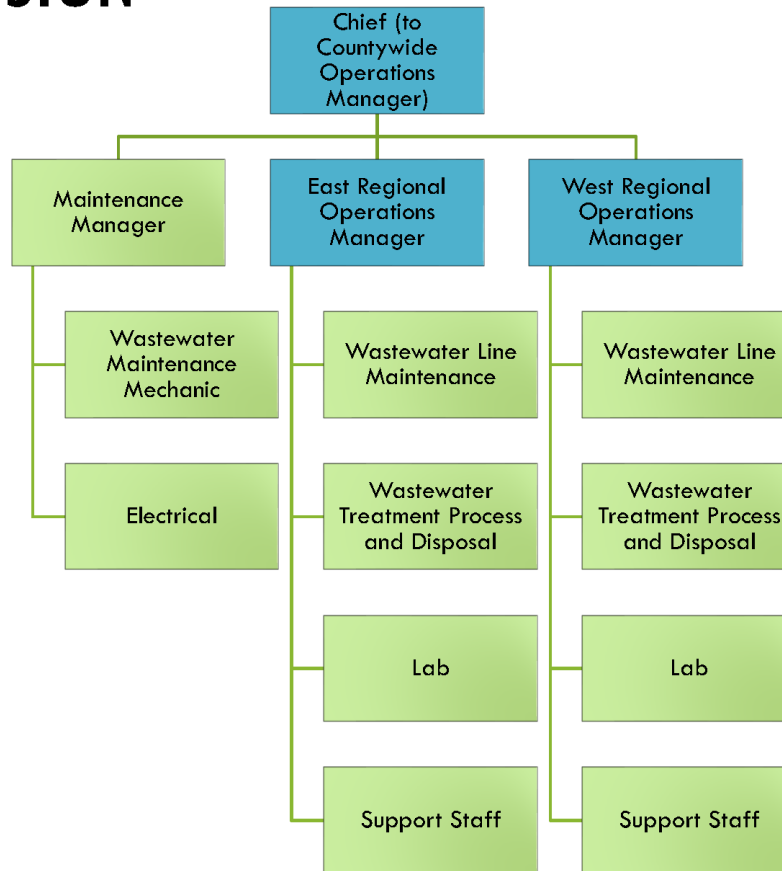 Chief (to
Countywide
Operations
Manager)
Maintenance
Manager
East Regional
Operations
Manager
West Regional
Operations
Manager
Wastewater
Maintenance
Mechanic
Wastewater Line
Maintenance
Wastewater Line
Maintenance
Electrical
Wastewater
Treatment Process
and Disposal
Wastewater
Treatment Process
and Disposal
Lab
Lab
Support Staff
Support Staff